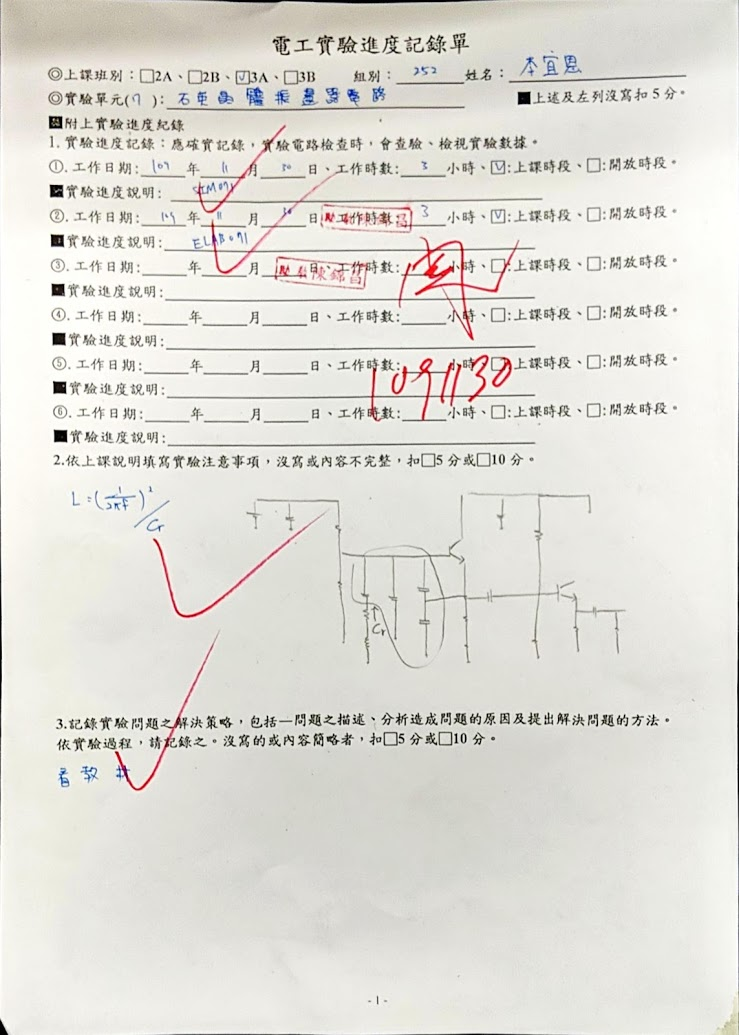 電工實驗進度記錄單
◎上課班別：□2A、□2B、☑3A、□3B 組別： 252 姓名： 李宜恩
◎實驗單元(7)：石英晶體振盪器電路 ■上述及左列沒寫扣 5 分。
附上實驗進度紀錄
1. 實驗進度記錄：應確實記錄，實驗電路檢查時，會查驗、檢視實驗數據。
①. 工作日期: 109 年 11 月 30 日、工作時數: 3 小時、☑:上課時段、□:開放時段。
實驗進度說明: SIM071
②. 工作日期: 109 年 11 月 30 日、工作時數: 3 小時、☑:上課時段、□:開放時段。
實驗進度說明: ELAB071
③. 工作日期: 年 月 日、工作時數: 小時、□:上課時段、□:開放時段。
陳錦昌
■實驗進度說明:
④. 工作日期: 年 月 日、工作時數: 小時、□:上課時段、□:開放時段。
■實驗進度說明:
⑤. 工作日期: 年 月 日、工作時數: 小時、□:上課時段、□:開放時段。
1091130
■實驗進度說明:
⑥. 工作日期: 年 月 日、工作時數: 小時、□:上課時段、□:開放時段。
■實驗進度說明:
2.依上課說明填寫實驗注意事項，沒寫或內容不完整，扣□5 分或□10 分。
L=(1/2πf)²/Cr
Cr
3.記錄實驗問題之解決策略，包括—問題之描述、分析造成問題的原因及提出解決問題的方法。
依實驗過程，請記錄之。沒寫的或內容簡略者，扣□5 分或□10 分。
看教材
- 1 -